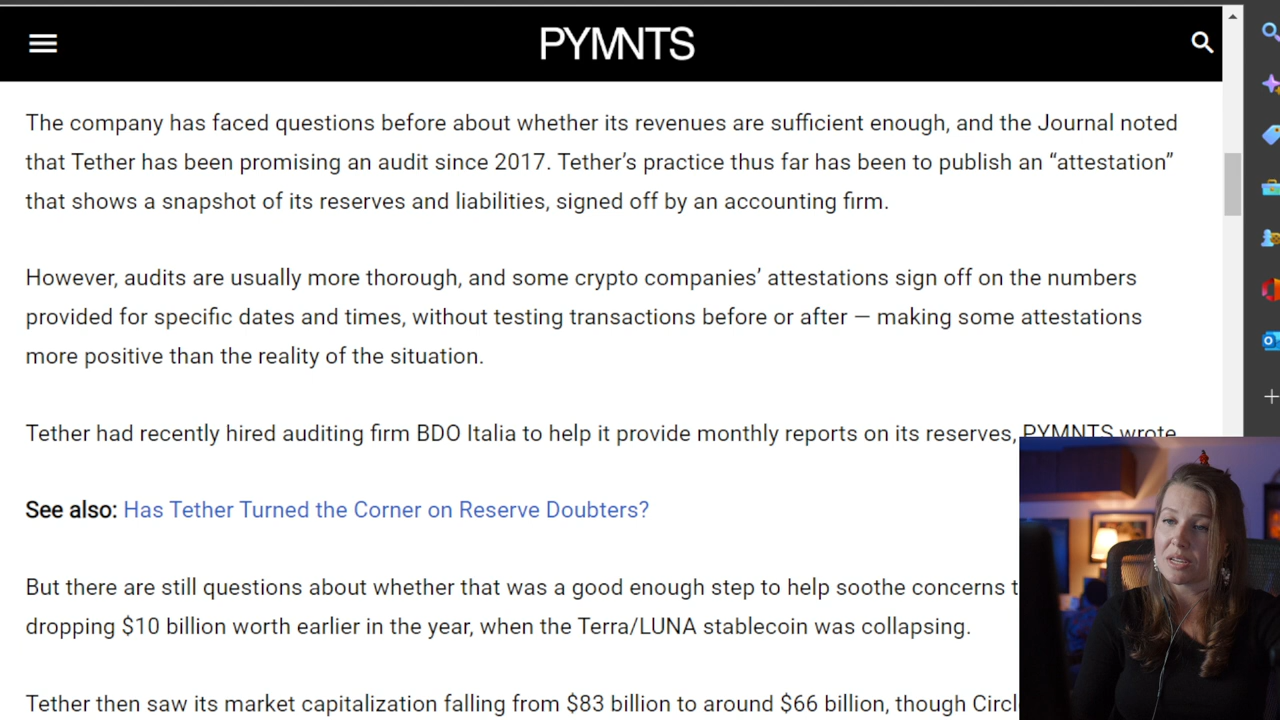 PYMNTS
The company has faced questions before about whether its revenues are sufficient enough, and the Journal noted
that Tether has been promising an audit since 2017. Tether’s practice thus far has been to publish an “attestation”
that shows a snapshot of its reserves and liabilities, signed off by an accounting firm.
However, audits are usually more thorough, and some crypto companies’ attestations sign off on the numbers
provided for specific dates and times, without testing transactions before or after — making some attestations
more positive than the reality of the situation.
Tether had recently hired auditing firm BDO Italia to help it provide monthly reports on its reserves, PYMNTS wrote
See also: Has Tether Turned the Corner on Reserve Doubters?
But there are still questions about whether that was a good enough step to help soothe concerns
dropping $10 billion worth earlier in the year, when the Terra/LUNA stablecoin was collapsing.
Tether then saw its market capitalization falling from $83 billion to around $66 billion, though